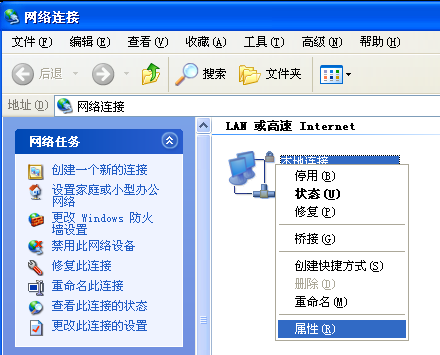 网络连接
文件(F) 编辑(E) 查看(V) 收藏(A) 工具(T) 高级(N) 帮助(H)
后退 搜索 文件夹
地址(D) 网络连接
网络任务
创建一个新的连接
设置家庭或小型办公
网络
更改 Windows 防火
墙设置
禁用此网络设备
修复此连接
重命名此连接
查看此连接的状态
更改此连接的设置
LAN 或高速 Internet
本地连接
停用(B)
状态(U)
修复(P)
桥接(G)
创建快捷方式(S)
删除(D)
重命名(M)
属性(R)